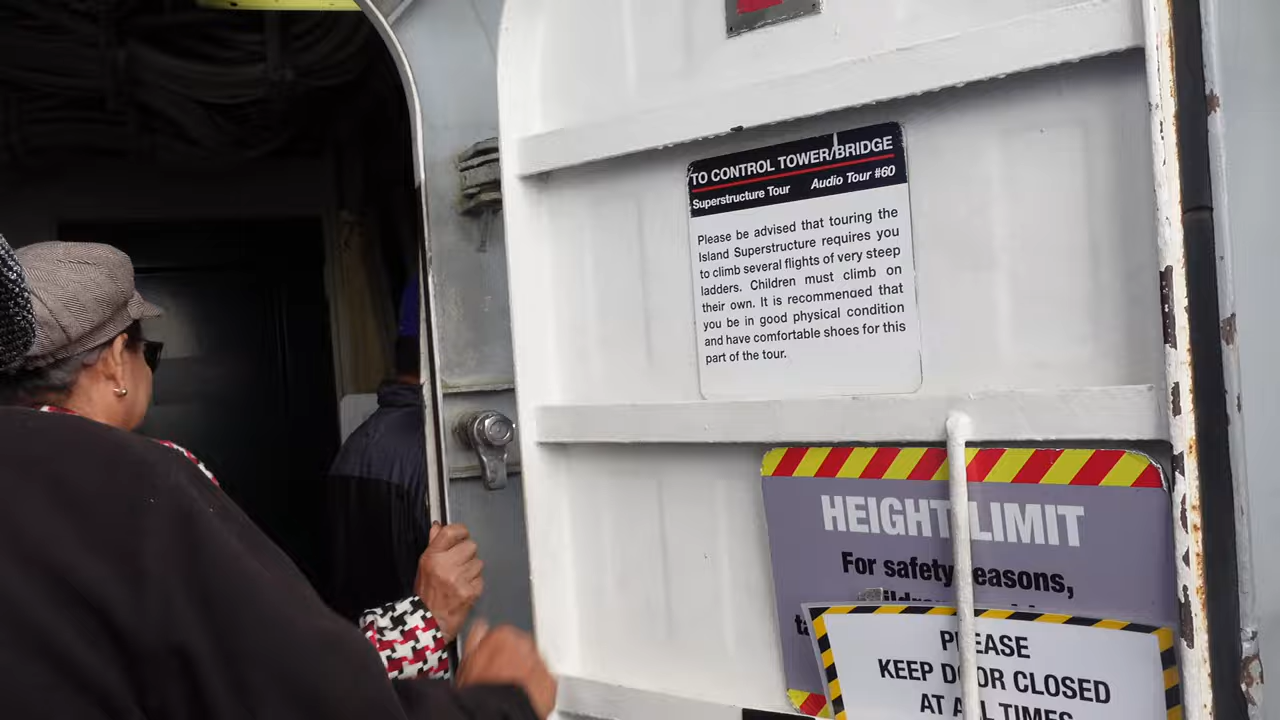 TO CONTROL TOWER/BRIDGE
Superstructure Tour Audio Tour #60
Please be advised that touring the
Island Superstructure requires you
to climb several flights of very steep
ladders. Children must climb on
their own. It is recommended that
you be in good physical condition
and have comfortable shoes for this
part of the tour.
HEIGHT LIMIT
For safety reasons,
PLEASE
KEEP DOOR CLOSED
AT ALL TIMES